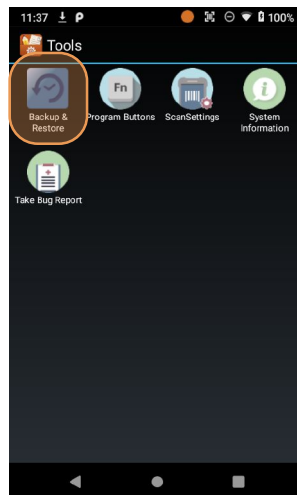 11:37 P 100%
Tools
Fn
Backup & Restore
Program Buttons
ScanSettings
System Information
Take Bug Report